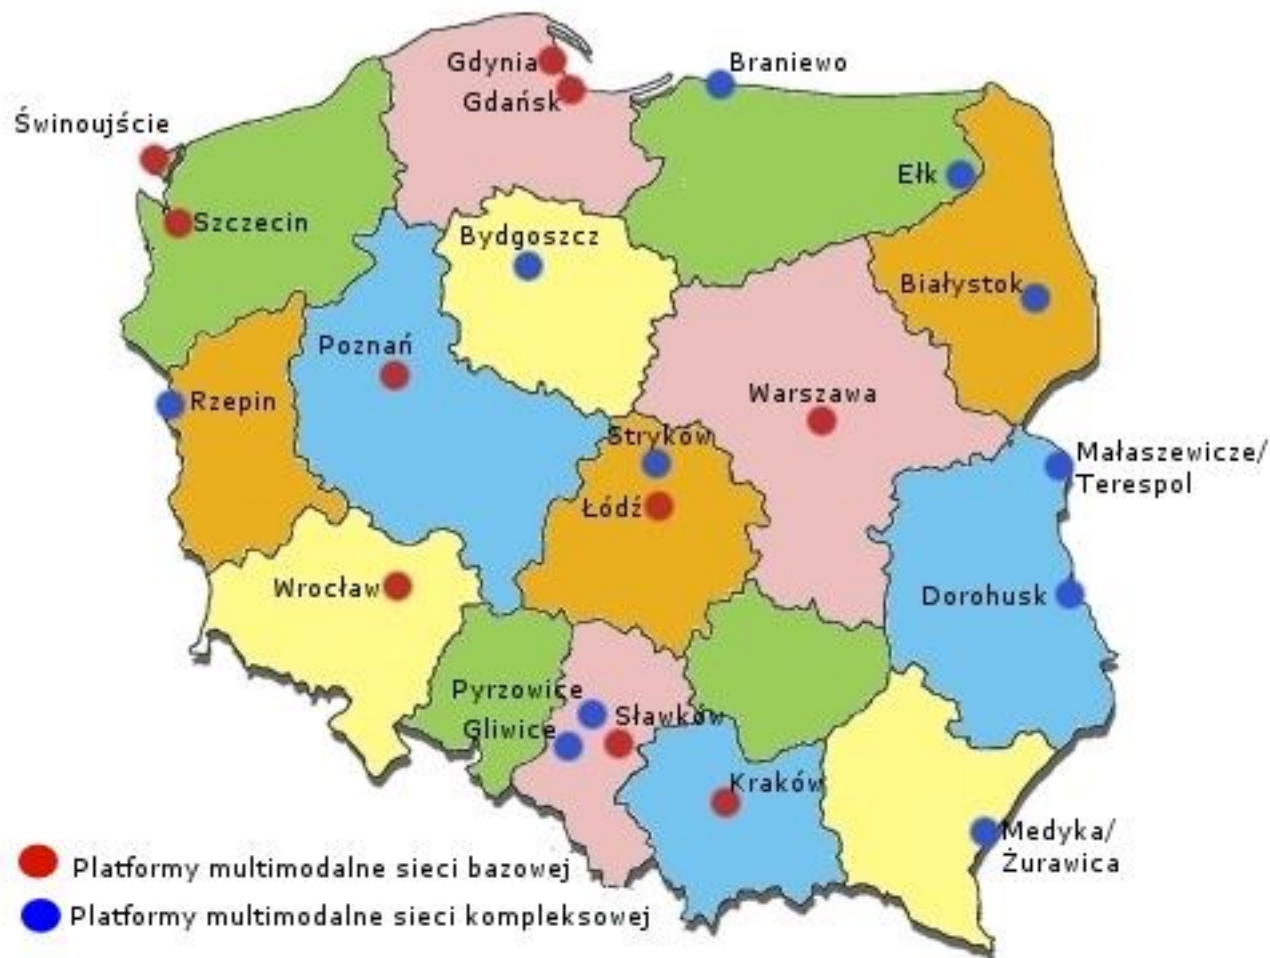 Gdynia
Braniewo
Gdańsk
Świnoujście
Ełk
Szczecin
Bydgoszcz
Białystok
Poznań
Rzepin
Warszawa
Stryków
Małaszewicze/
Terespol
Łódź
Wrocław
Dorohusk
Pyrzowice
Sławków
Gliwice
Kraków
Medyka/
Żurawica
Platformy multimodalne sieci bazowej
Platformy multimodalne sieci kompleksowej